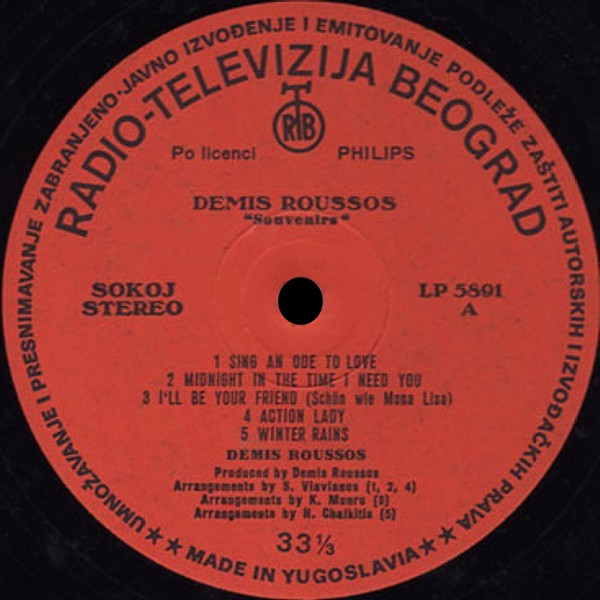 UMNOŽAVANJE I PRESNIMAVANJE ZABRANJENO·JAVNO IZVOĐENJE I EMITOVANJE PODLEŽE ZAŠTITI AUTORSKIH I IZVOĐAČKIH PRAVA
RADIO-TELEVIZIJA BEOGRAD
RTB
Po licenci PHILIPS
DEMIS ROUSSOS
"Souvenirs"
SOKOJ LP 5891
STEREO A
1 SING AN ODE TO LOVE
2 MIDNIGHT IN THE TIME I NEED YOU
3 I'LL BE YOUR FRIEND (Schön wie Mona Lisa)
4 ACTION LADY
5 WINTER RAINS
DEMIS ROUSSOS
Produced by Demis Roussos
Arrangements by S. Vlavianos (1, 2, 4)
Arrangements by K. Munro (3)
Arrangements by H. Chalkitis (5)
33 1/3
★★ MADE IN YUGOSLAVIA ★★